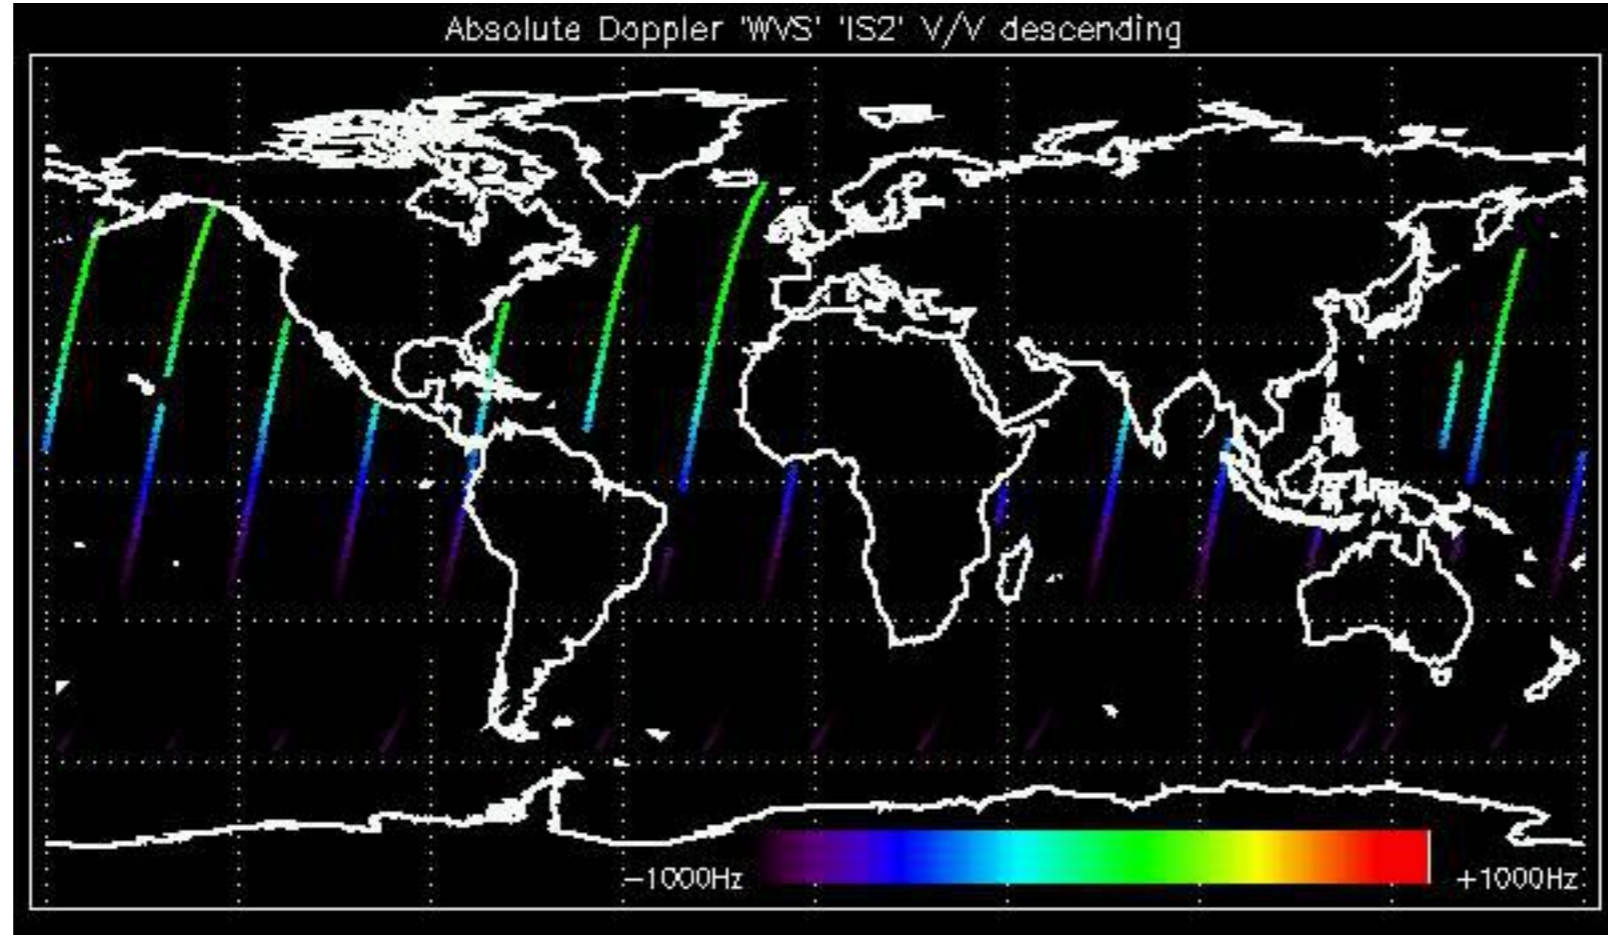 Absolute Doppler 'WVS' 'IS2' V/V descending
−1000Hz
+1000Hz